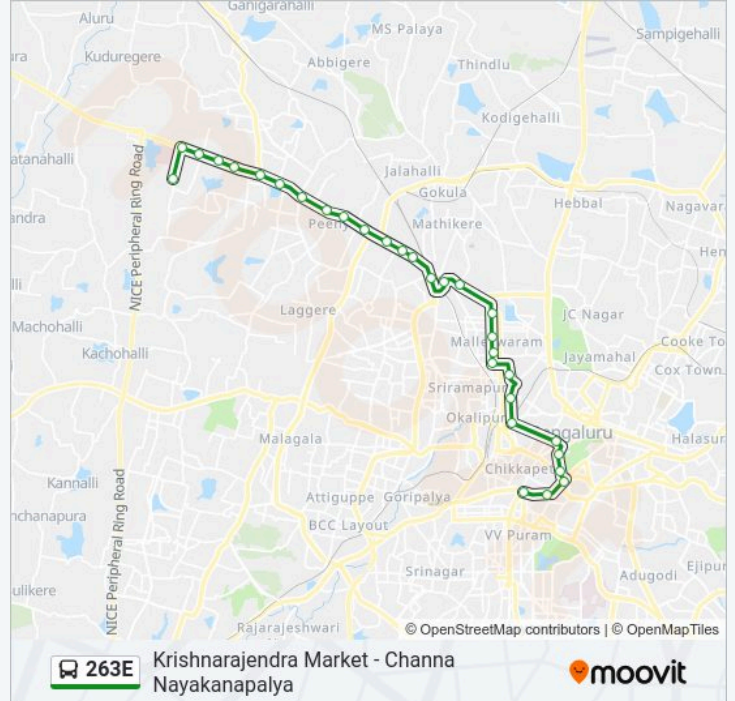 Ganigarahalli
Aluru
MS Palaya
Sampigehalli
Kuduregere
ura
Abbigere
Thindlu
Kodigehalli
atanahalli
Jalahalli
Gokula
Hebbal
Nagavar
andra
NICE Peripheral Ring Road
Peeny
Mathikere
Hen
lli
Laggere
JC Nagar
Machohalli
Malleswaram
Cooke To
Kachohalli
Jayamahal
Cox Town
Sriramapur
Okalipur
engaluru
Halasur
Malagala
Chikkapet
Kannalli
Attiguppe
Goripalya
nchanapura
BCC Layout
VV Puram
NICE Peripheral Ring Road
Srinagar
Ejipur
Adugodi
ulikere
Rajarajeshwari
© OpenStreetMap contributors | © OpenMapTiles
263E
Krishnarajendra Market - Channa
Nayakanapalya
moovit